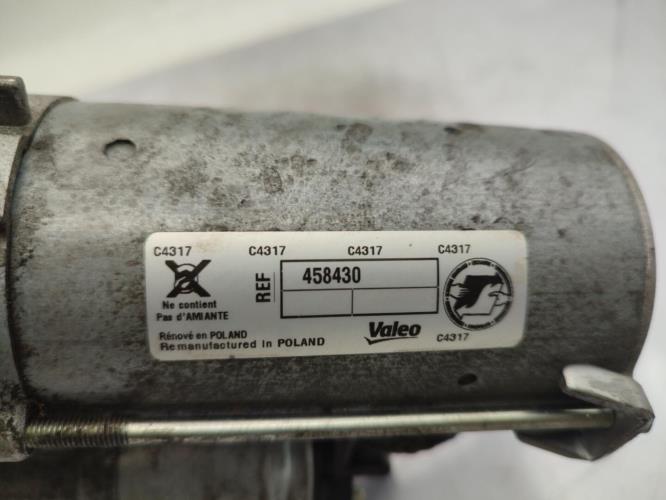 C4317 C4317 C4317 C4317
REF 458430
Ne contient
Pas d'AMIANTE
Rénové en POLAND
Remanufactured in POLAND
Valeo
C4317